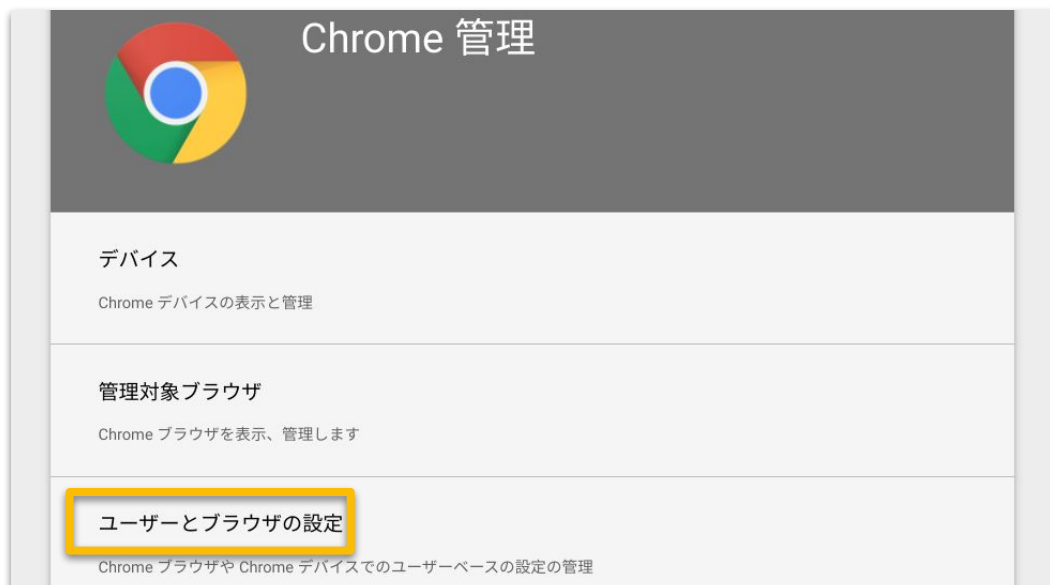 Chrome 管理
デバイス
Chrome デバイスの表示と管理
管理対象ブラウザ
Chrome ブラウザを表示、管理します
ユーザーとブラウザの設定
Chrome ブラウザや Chrome デバイスでのユーザーベースの設定の管理